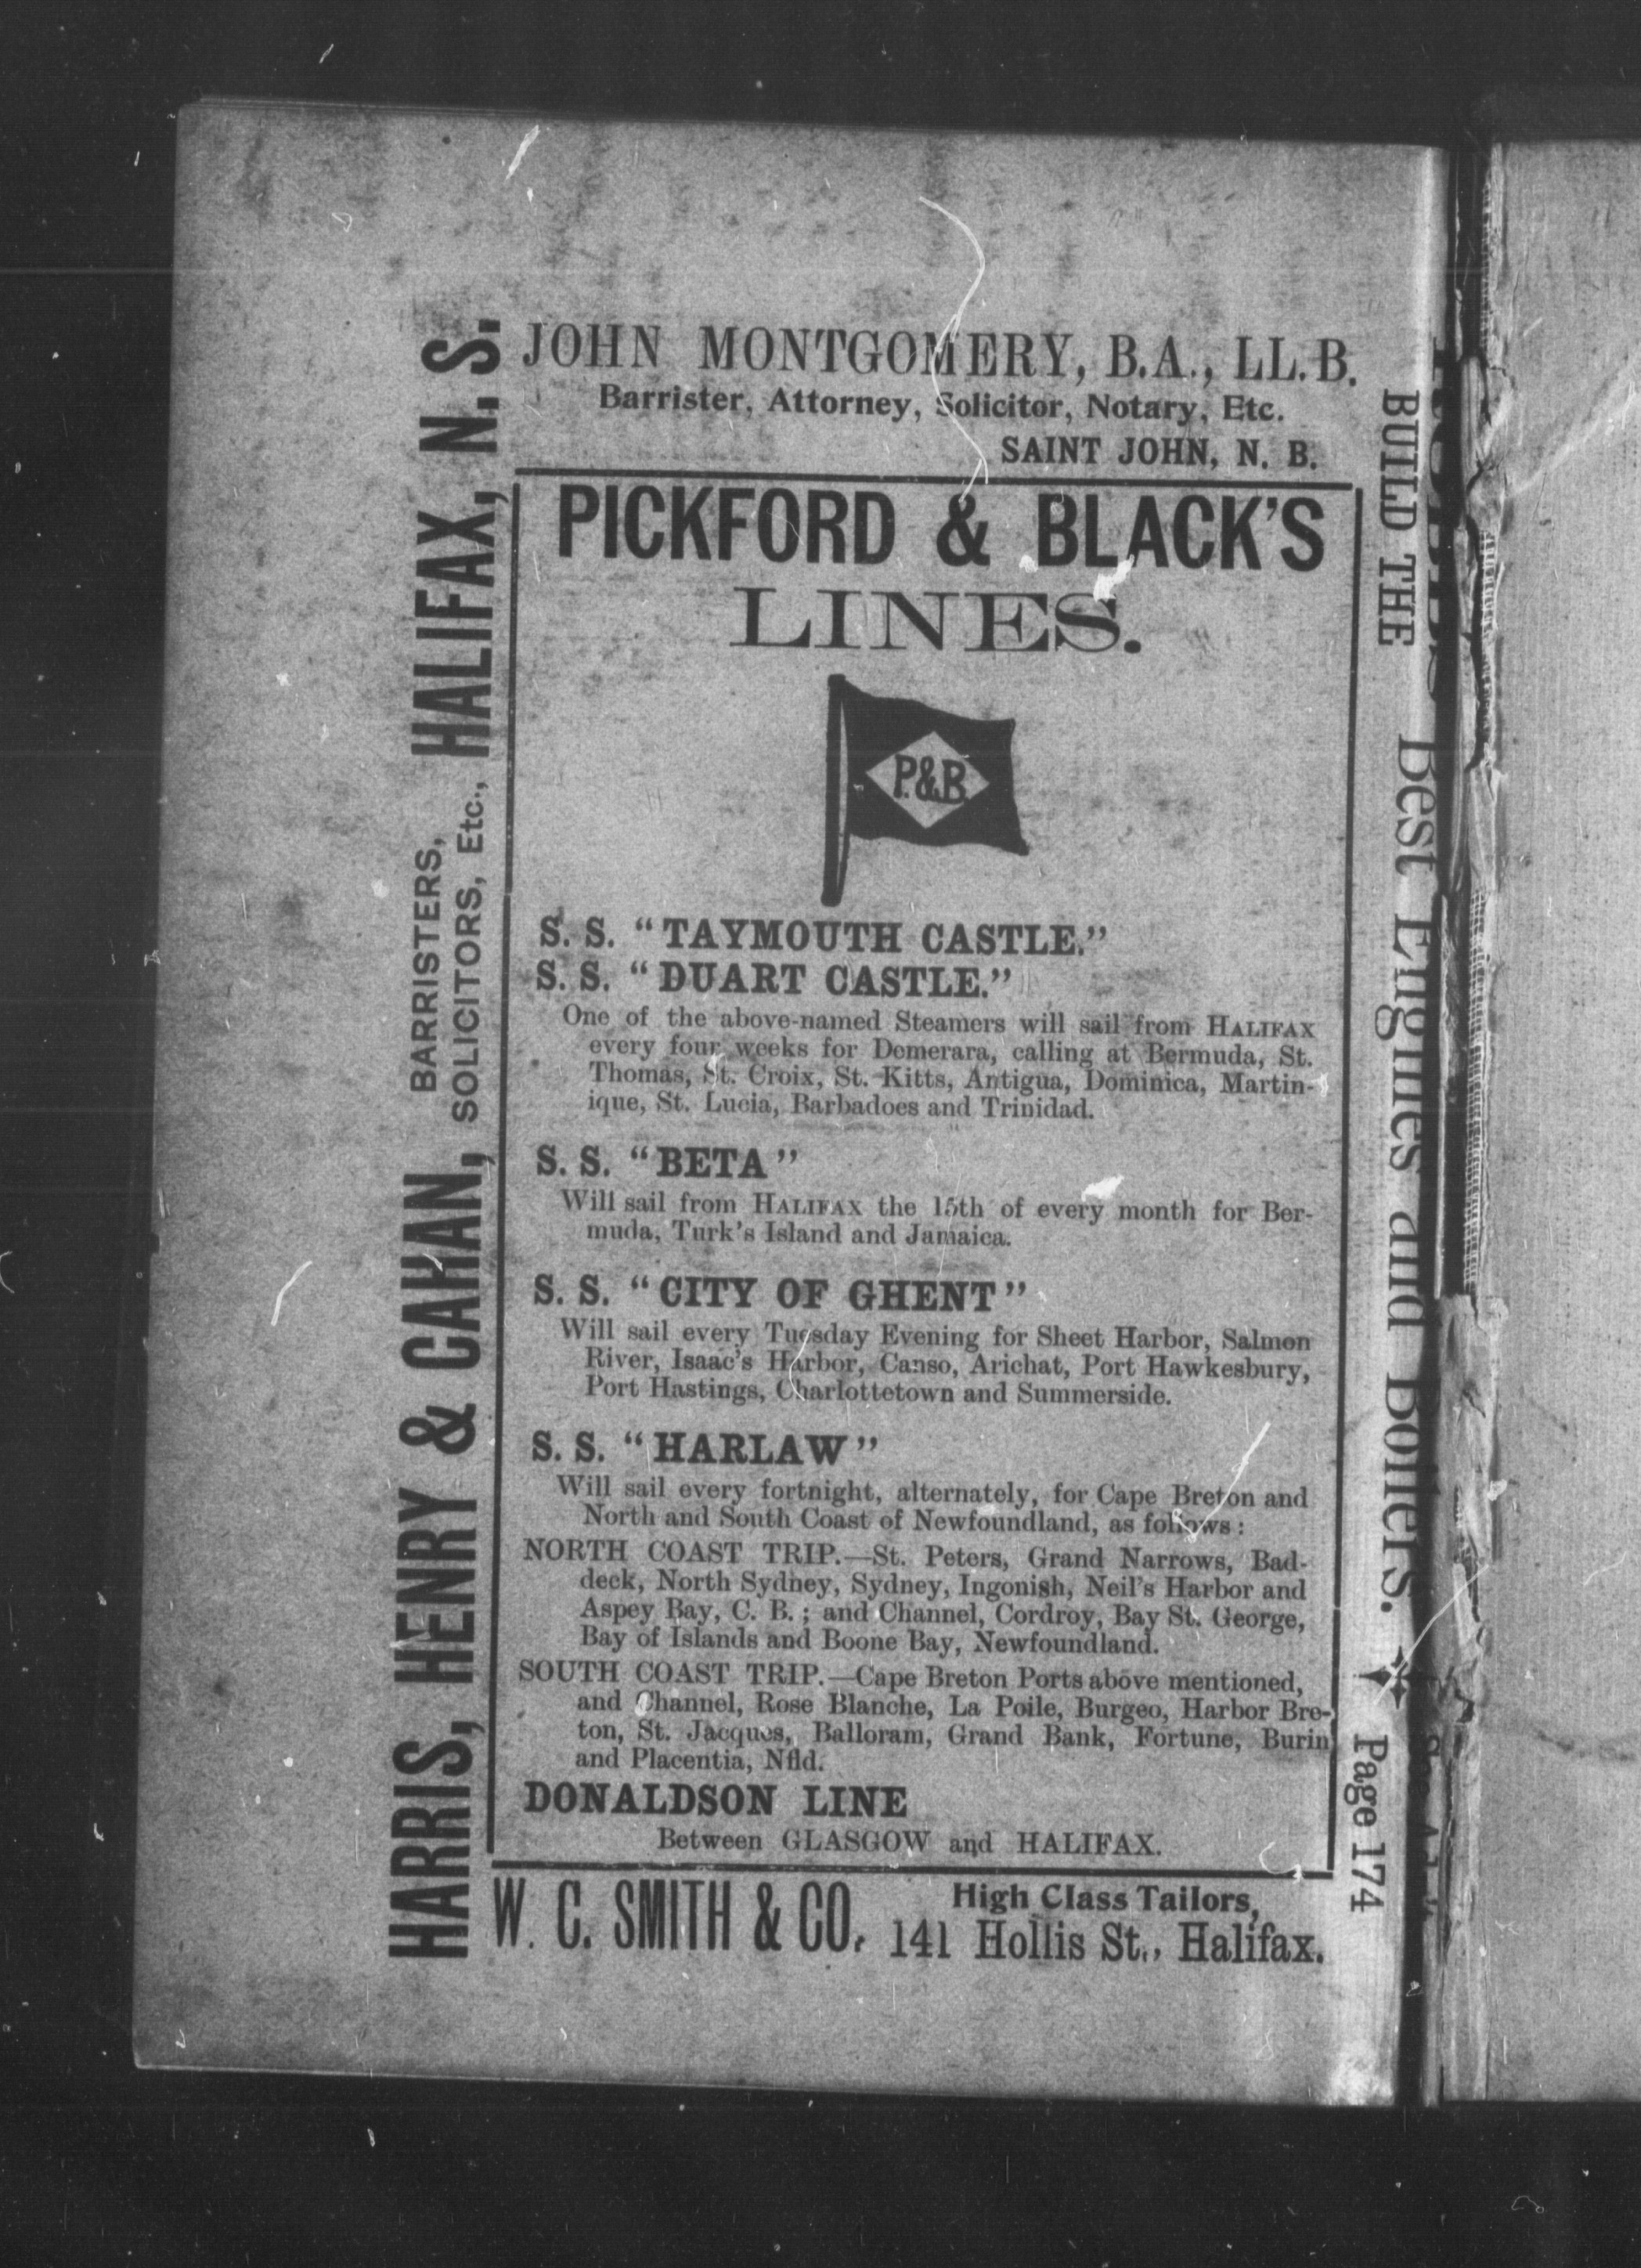 JOHN MONTGOMERY, B.A., LL.B.
Barrister, Attorney, Solicitor, Notary, Etc.
SAINT JOHN, N. B.
PICKFORD & BLACK'S
LINES.
P.&B.
S. S. "TAYMOUTH CASTLE."
S. S. "DUART CASTLE."
One of the above-named Steamers will sail from HALIFAX
every four weeks for Demerara, calling at Bermuda, St.
Thomas, St. Croix, St. Kitts, Antigua, Dominica, Martin-
ique, St. Lucia, Barbadoes and Trinidad.
S. S. "BETA"
Will sail from HALIFAX the 15th of every month for Ber-
muda, Turk's Island and Jamaica.
S. S. "CITY OF GHENT"
Will sail every Tuesday Evening for Sheet Harbor, Salmon
River, Isaac's Harbor, Canso, Arichat, Port Hawkesbury,
Port Hastings, Charlottetown and Summerside.
S. S. "HARLAW"
Will sail every fortnight, alternately, for Cape Breton and
North and South Coast of Newfoundland, as follows:
NORTH COAST TRIP.—St. Peters, Grand Narrows, Bad-
deck, North Sydney, Sydney, Ingonish, Neil's Harbor and
Aspey Bay, C. B.; and Channel, Cordroy, Bay St. George,
Bay of Islands and Boone Bay, Newfoundland.
SOUTH COAST TRIP.—Cape Breton Ports above mentioned,
and Channel, Rose Blanche, La Poile, Burgeo, Harbor Bre-
ton, St. Jacques, Balloram, Grand Bank, Fortune, Burin
and Placentia, Nfld.
DONALDSON LINE
Between GLASGOW and HALIFAX.
W. C. SMITH & CO. High Class Tailors,
141 Hollis St., Halifax.
HARRIS, HENRY & CAHAN, BARRISTERS,
SOLICITORS, Etc., HALIFAX, N. S.
BUILD THE
Best Engines and Boilers.
Page 174